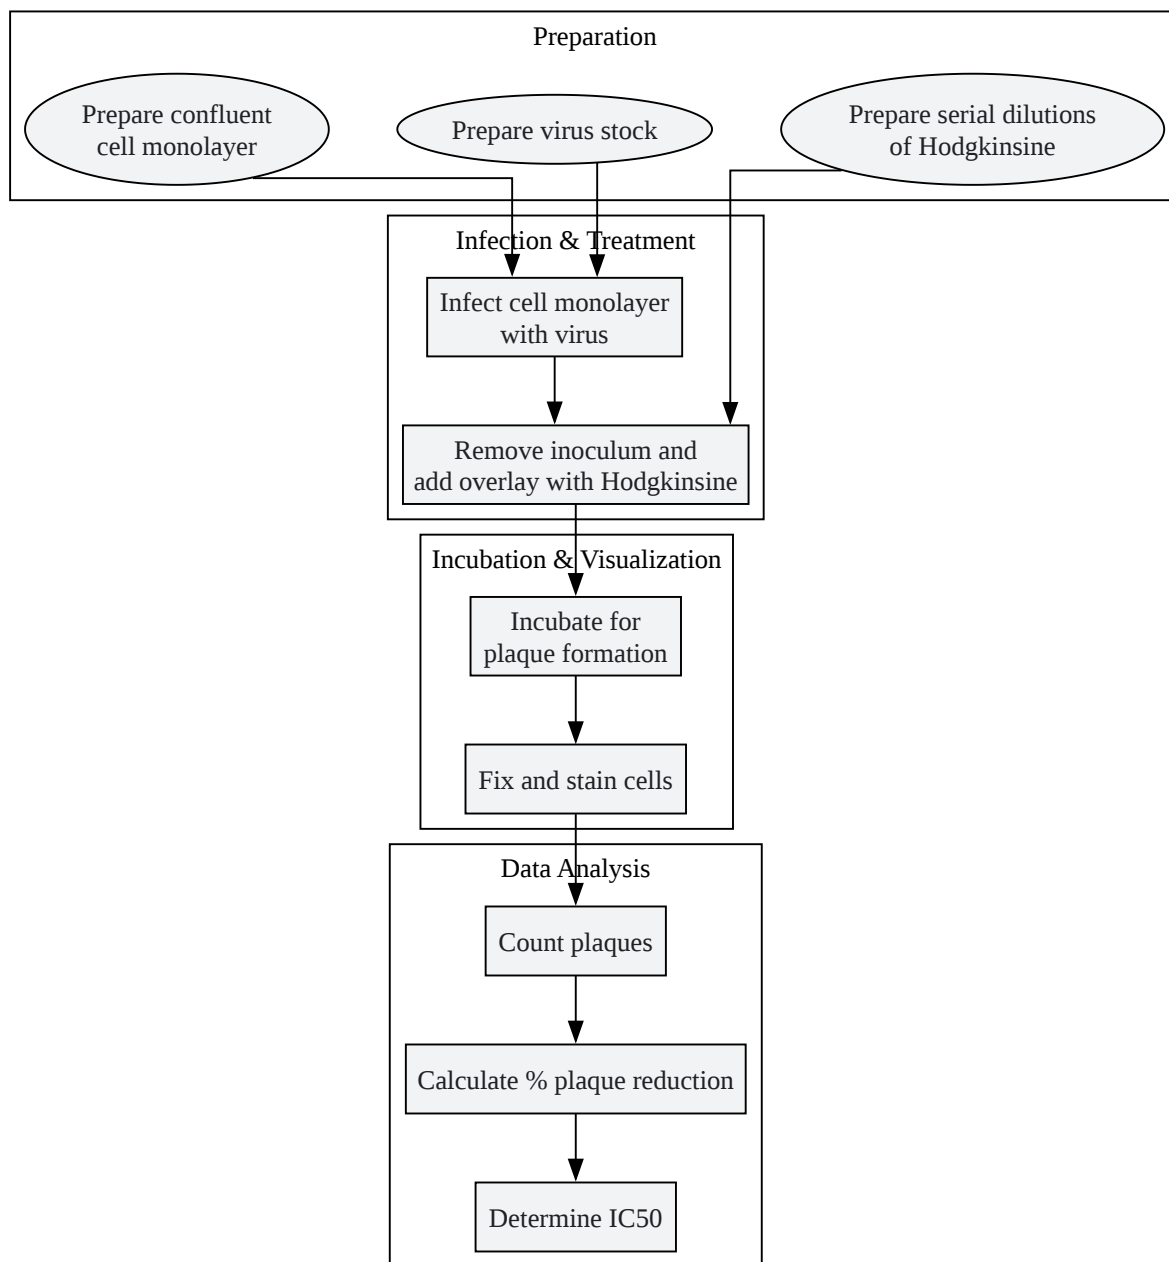 Preparation
Prepare confluent
cell monolayer
Prepare virus stock
Prepare serial dilutions
of Hodgkinsine
Infection & Treatment
Infect cell monolayer
with virus
Remove inoculum and
add overlay with Hodgkinsine
Incubation & Visualization
Incubate for
plaque formation
Fix and stain cells
Data Analysis
Count plaques
Calculate % plaque reduction
Determine IC50